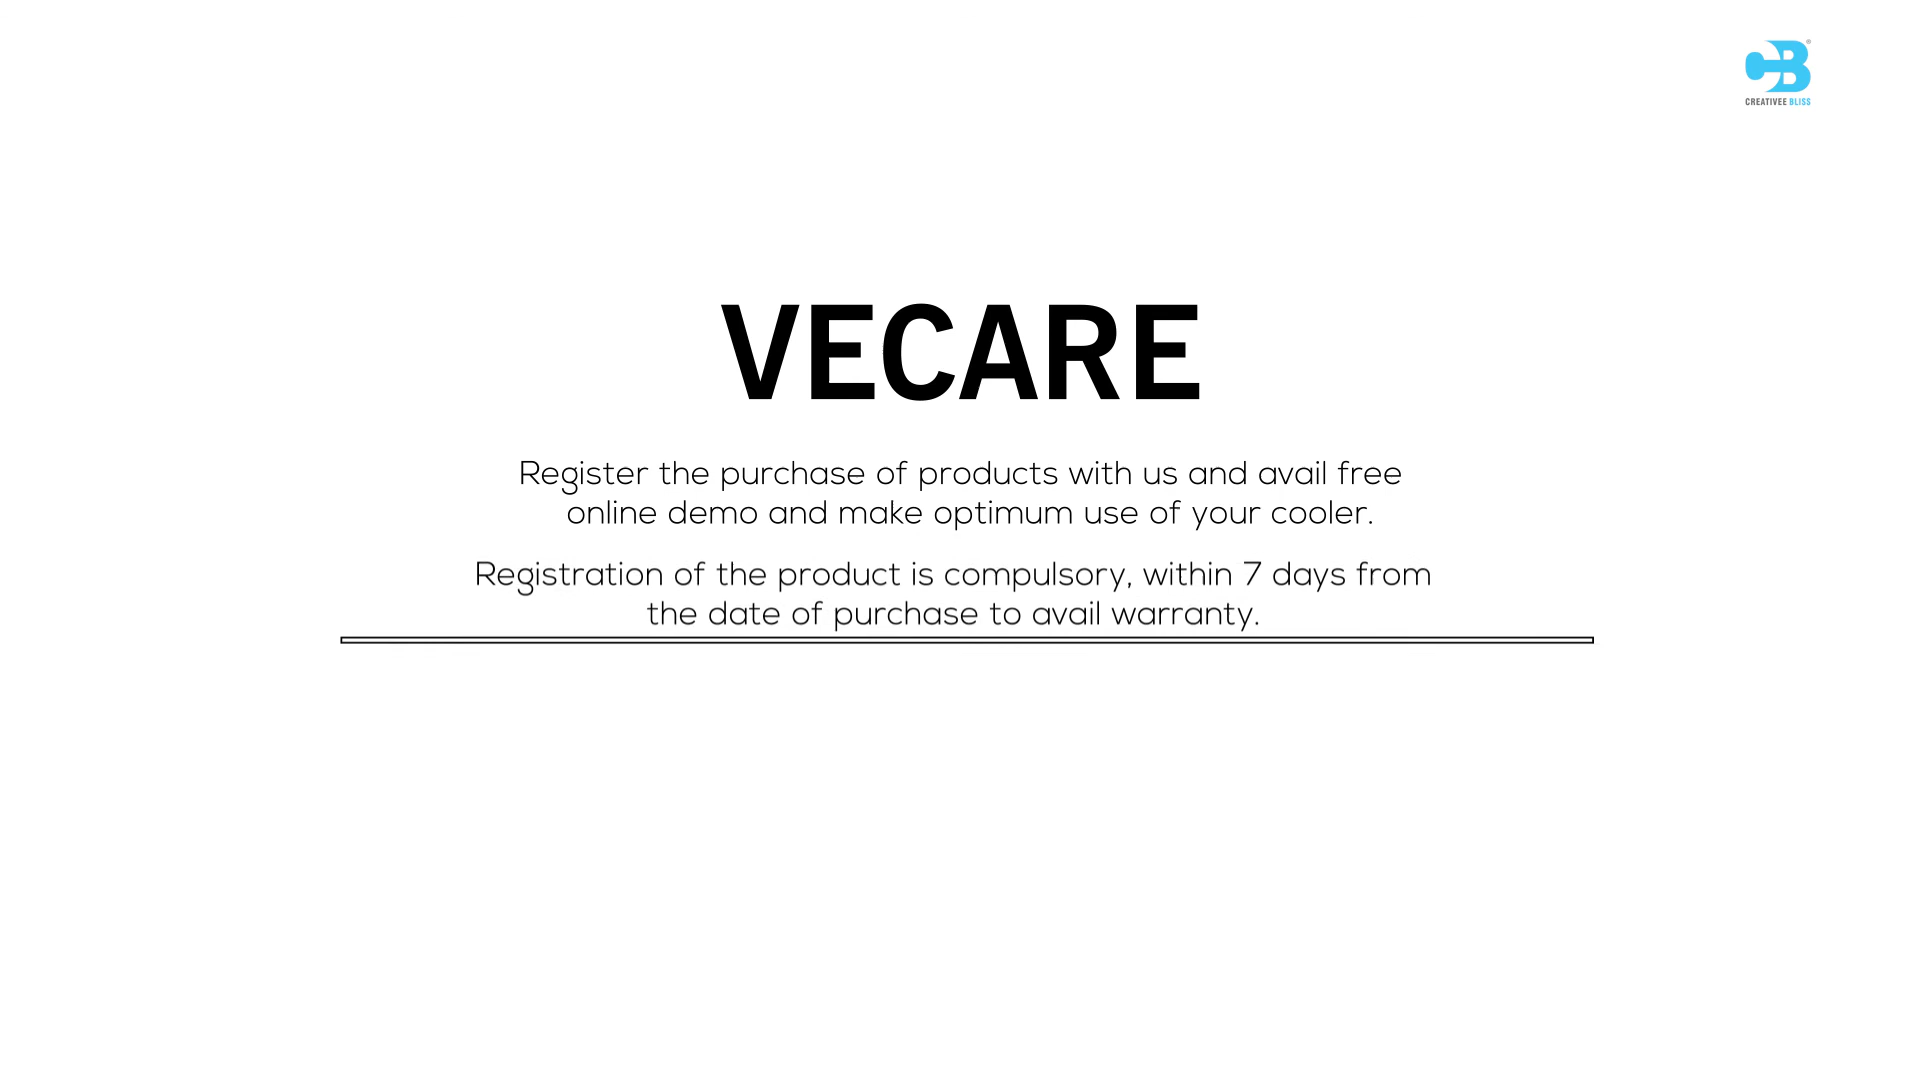 CB®
CREATIVEE BLISS
VECARE
Register the purchase of products with us and avail free
online demo and make optimum use of your cooler.
Registration of the product is compulsory, within 7 days from
the date of purchase to avail warranty.